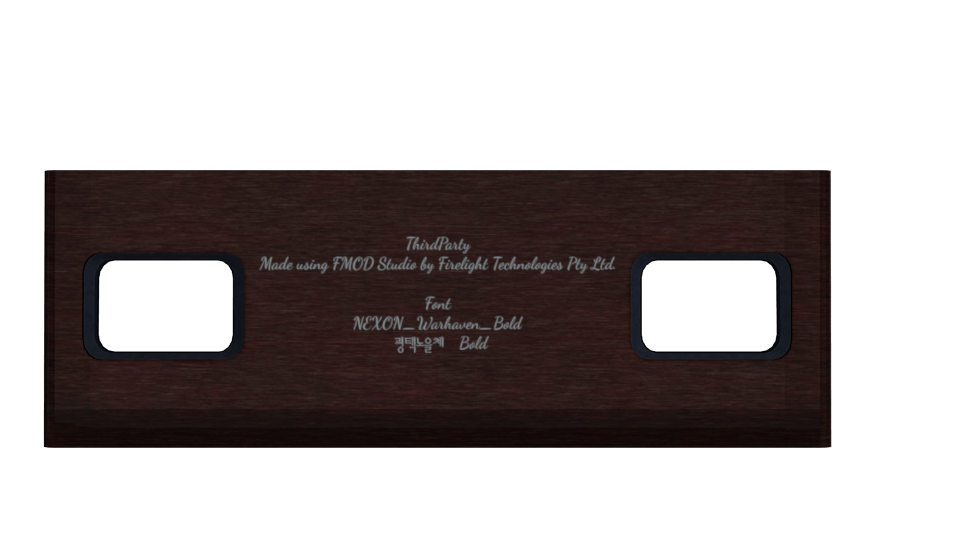 ThirdParty
Made using FMOD Studio by Firelight Technologies Pty Ltd.
Font
NEXON_Warhaven_Bold
평택노을체 Bold